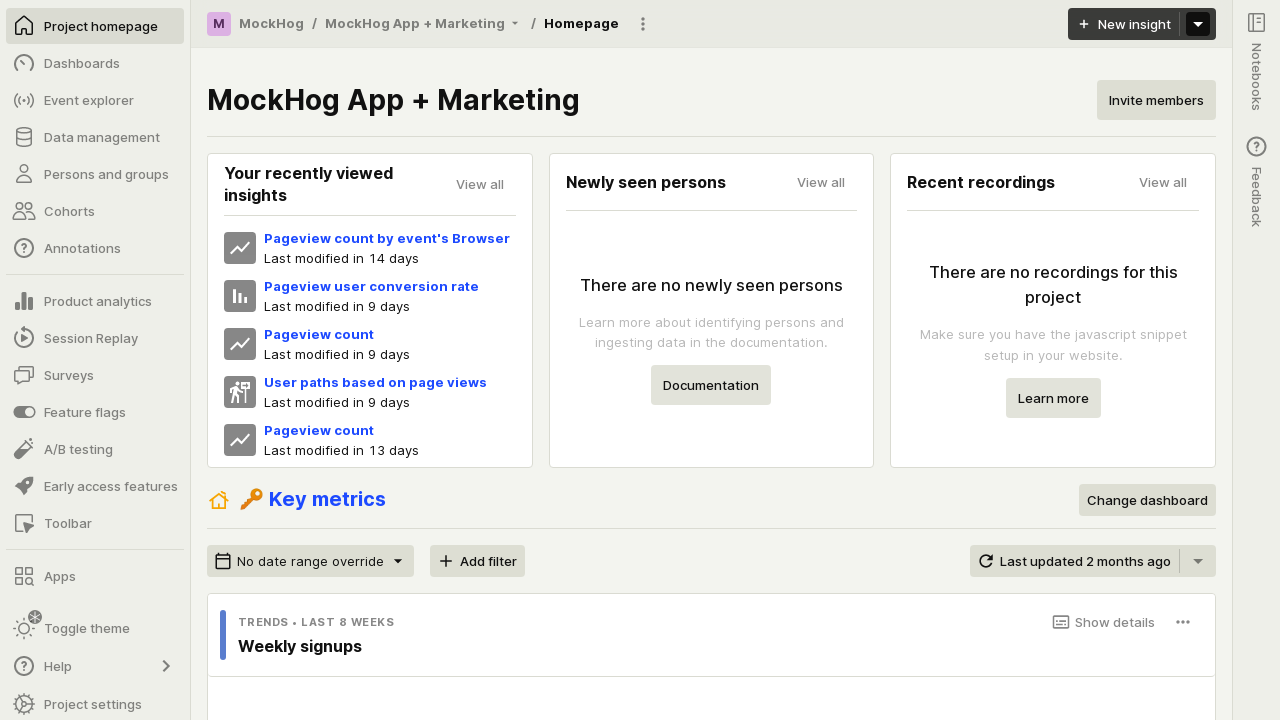 Project homepage
Dashboards
Event explorer
Data management
Persons and groups
Cohorts
Annotations
Product analytics
Session Replay
Surveys
Feature flags
A/B testing
Early access features
Toolbar
Apps
Toggle theme
Help
Project settings
M MockHog / MockHog App + Marketing / Homepage
New insight
MockHog App + Marketing
Invite members
Your recently viewed
insights
View all
Pageview count by event's Browser
Last modified in 14 days
Pageview user conversion rate
Last modified in 9 days
Pageview count
Last modified in 9 days
User paths based on page views
Last modified in 9 days
Pageview count
Last modified in 13 days
Newly seen persons
View all
There are no newly seen persons
Learn more about identifying persons and
ingesting data in the documentation.
Documentation
Recent recordings
View all
There are no recordings for this
project
Make sure you have the javascript snippet
setup in your website.
Learn more
🔑 Key metrics
Change dashboard
No date range override
Add filter
Last updated 2 months ago
TRENDS • LAST 8 WEEKS
Show details
Weekly signups
Notebooks
Feedback